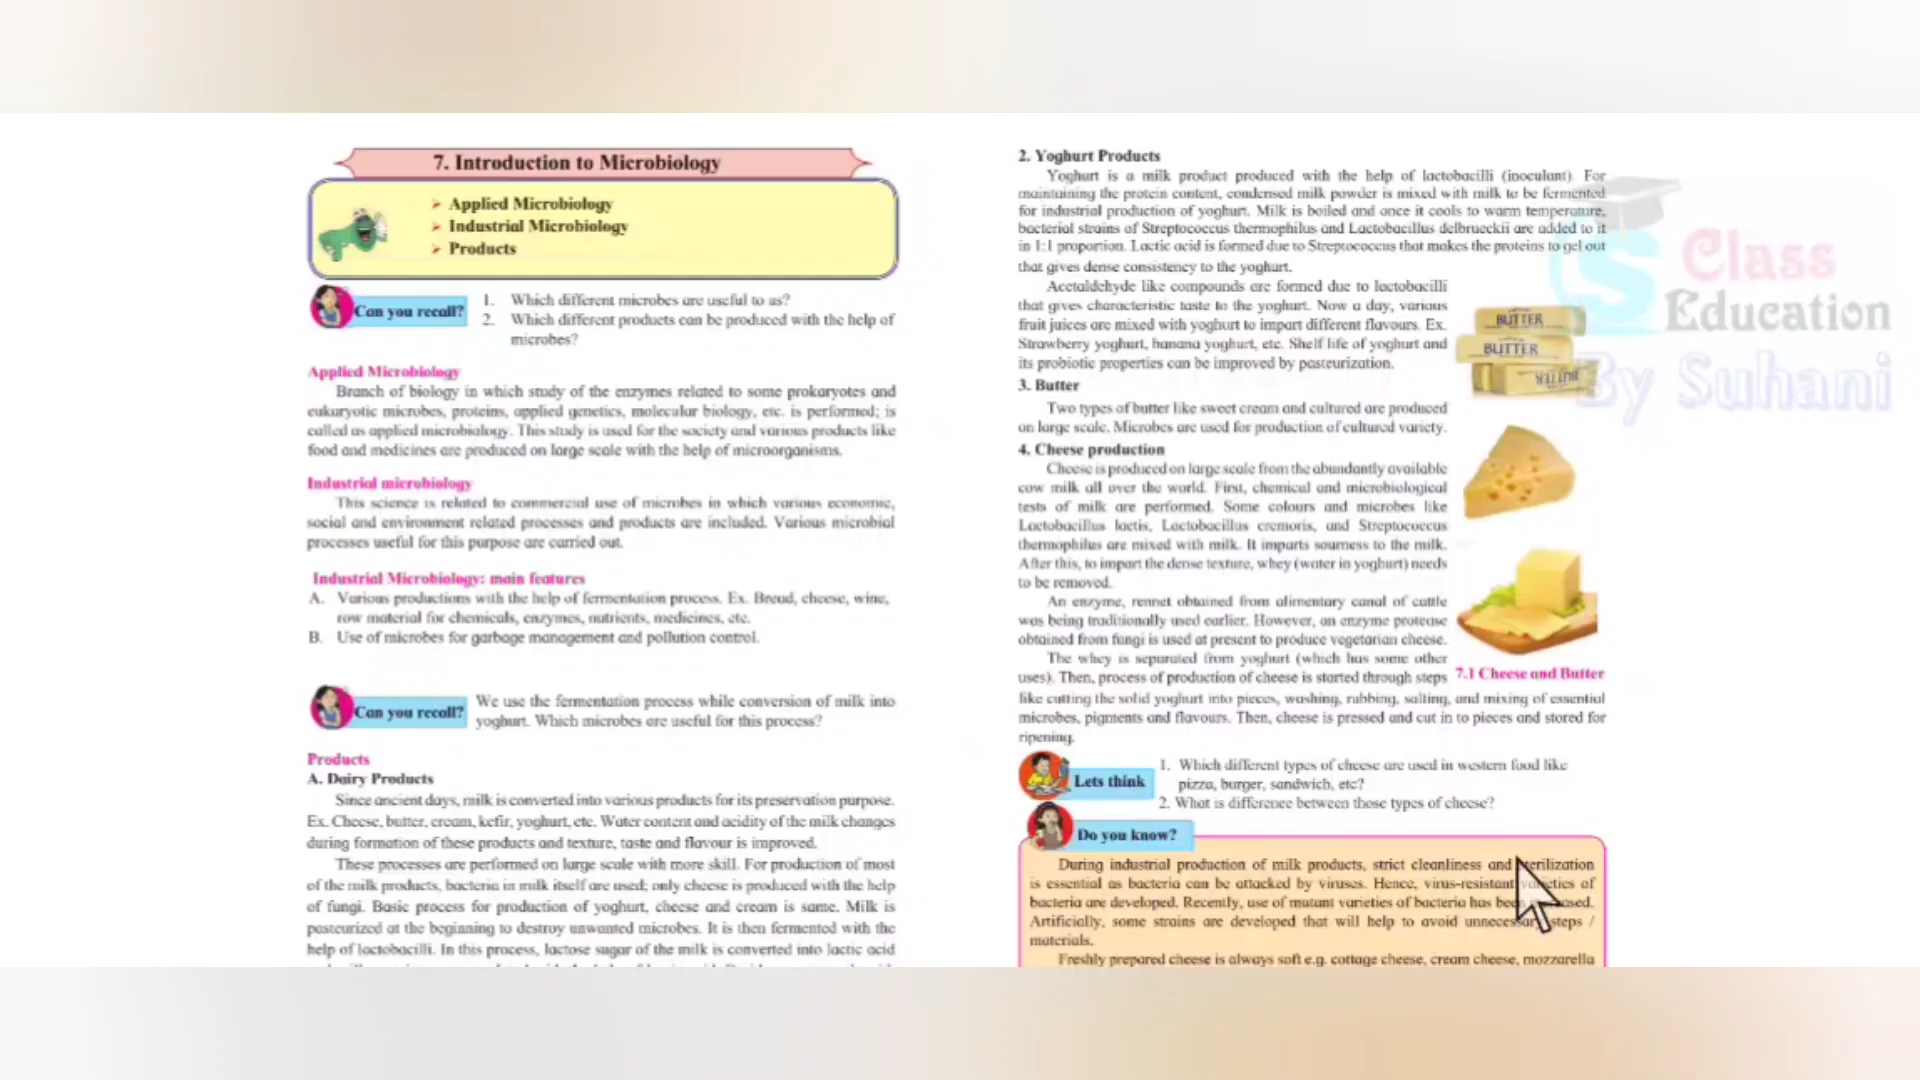 7. Introduction to Microbiology
➢ Applied Microbiology
➢ Industrial Microbiology
➢ Products
Can you recall?
1. Which different microbes are useful to us?
2. Which different products can be produced with the help of
microbes?
Applied Microbiology
Branch of biology in which study of the enzymes related to some prokaryotes and
eukaryotic microbes, proteins, applied genetics, molecular biology, etc. is performed; is
called as applied microbiology. This study is used for the society and various products like
food and medicines are produced on large scale with the help of microorganisms.
Industrial microbiology
This science is related to commercial use of microbes in which various economic,
social and environment related processes and products are included. Various microbial
processes useful for this purpose are carried out.
Industrial Microbiology: main features
A. Various productions with the help of fermentation process. Ex. Bread, cheese, wine,
row material for chemicals, enzymes, nutrients, medicines, etc.
B. Use of microbes for garbage management and pollution control.
Can you recall?
We use the fermentation process while conversion of milk into
yoghurt. Which microbes are useful for this process?
Products
A. Dairy Products
Since ancient days, milk is converted into various products for its preservation purpose.
Ex. Cheese, butter, cream, kefir, yoghurt, etc. Water content and acidity of the milk changes
during formation of these products and texture, taste and flavour is improved.
These processes are performed on large scale with more skill. For production of most
of the milk products, bacteria in milk itself are used; only cheese is produced with the help
of fungi. Basic process for production of yoghurt, cheese and cream is same. Milk is
pasteurized at the beginning to destroy unwanted microbes. It is then fermented with the
help of lactobacilli. In this process, lactose sugar of the milk is converted into lactic acid
2. Yoghurt Products
Yoghurt is a milk product produced with the help of lactobacilli (inoculant). For
maintaining the protein content, condensed milk powder is mixed with milk to be fermented
for industrial production of yoghurt. Milk is boiled and once it cools to warm temperature,
bacterial strains of Streptococcus thermophilus and Lactobacillus delbrueckii are added to it
in 1:1 proportion. Lactic acid is formed due to Streptococcus that makes the proteins to gel out
that gives dense consistency to the yoghurt.
Acetaldehyde like compounds are formed due to lactobacilli
that gives characteristic taste to the yoghurt. Now a day, various
fruit juices are mixed with yoghurt to impart different flavours. Ex.
Strawberry yoghurt, banana yoghurt, etc. Shelf life of yoghurt and
its probiotic properties can be improved by pasteurization.
3. Butter
Two types of butter like sweet cream and cultured are produced
on large scale. Microbes are used for production of cultured variety.
4. Cheese production
Cheese is produced on large scale from the abundantly available
cow milk all over the world. First, chemical and microbiological
tests of milk are performed. Some colours and microbes like
Lactobacillus lactis, Lactobacillus cremoris, and Streptococcus
thermophilus are mixed with milk. It imparts sourness to the milk.
After this, to impart the dense texture, whey (water in yoghurt) needs
to be removed.
An enzyme, rennet obtained from alimentary canal of cattle
was being traditionally used earlier. However, an enzyme protease
obtained from fungi is used at present to produce vegetarian cheese.
The whey is separated from yoghurt (which has some other
uses). Then, process of production of cheese is started through steps
like cutting the solid yoghurt into pieces, washing, rubbing, salting, and mixing of essential
microbes, pigments and flavours. Then, cheese is pressed and cut in to pieces and stored for
ripening.
BUTTER
BUTTER
BUTTER
7.1 Cheese and Butter
Lets think
1. Which different types of cheese are used in western food like
pizza, burger, sandwich, etc?
2. What is difference between those types of cheese?
Do you know?
During industrial production of milk products, strict cleanliness and
is essential as bacteria can be attacked by viruses. Hence, virus-resistant of
bacteria are developed. Recently, use of mutant varieties of bacteria has been
Artificially, some strains are developed that will help to avoid unnecessary steps /
materials.
Freshly prepared cheese is always soft e.g. cottage cheese, cream cheese, mozzarella
S Class
Education
By Suhani